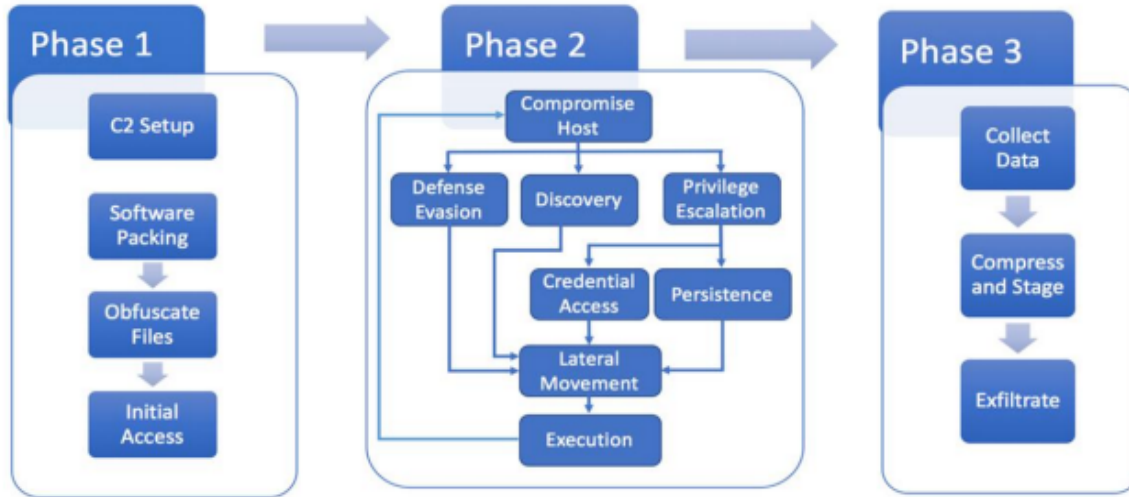 Phase 1
C2 Setup
Software
Packing
Obfuscate
Files
Initial
Access
Phase 2
Compromise
Host
Defense
Evasion
Discovery
Privilege
Escalation
Credential
Access
Persistence
Lateral
Movement
Execution
Phase 3
Collect
Data
Compress
and Stage
Exfiltrate